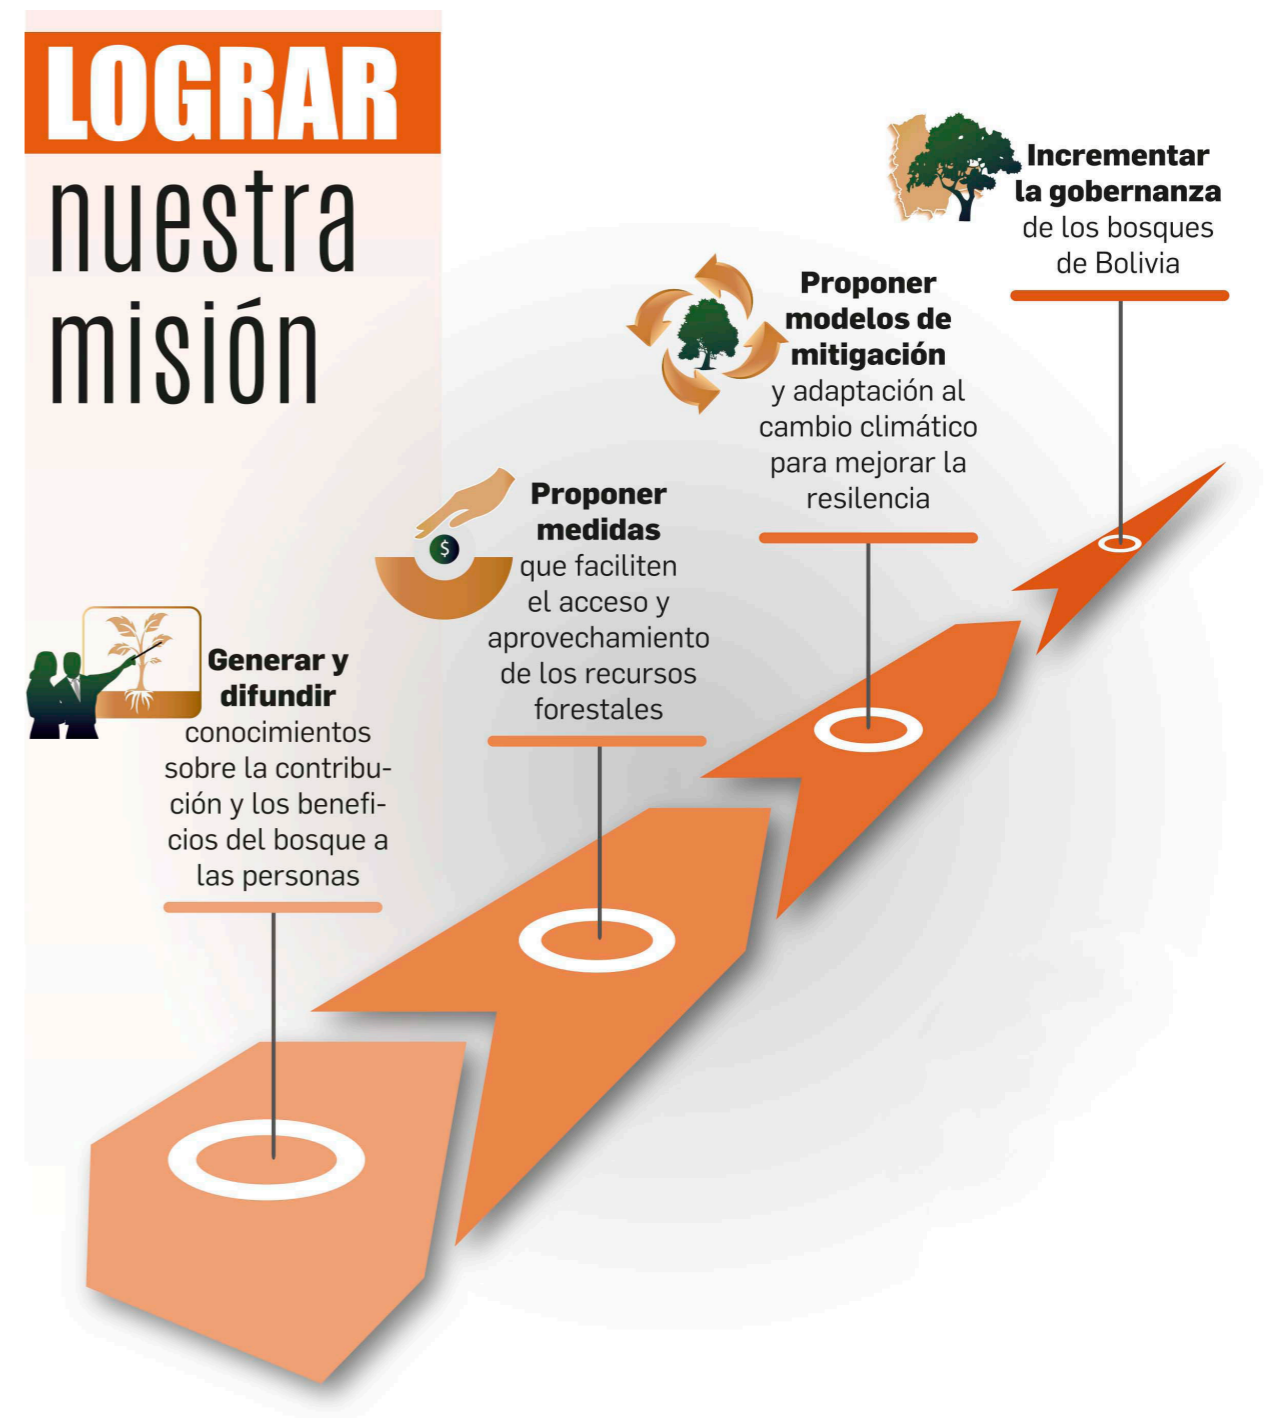 LOGRAR
nuestra
misión
Generar y
difundir
conocimientos
sobre la contribu-
ción y los benefi-
cios del bosque a
las personas
$
Proponer
medidas
que faciliten
el acceso y
aprovechamiento
de los recursos
forestales
Proponer
modelos de
mitigación
y adaptación al
cambio climático
para mejorar la
resilencia
Incrementar
la gobernanza
de los bosques
de Bolivia